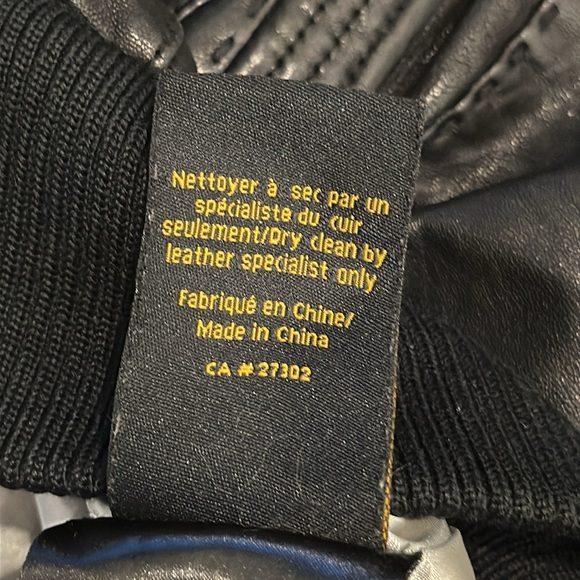 Nettoyer à sec par un
spécialiste du cuir
seulement/Dry clean by
leather specialist only
Fabriqué en Chine/
Made in China
CA # 27302